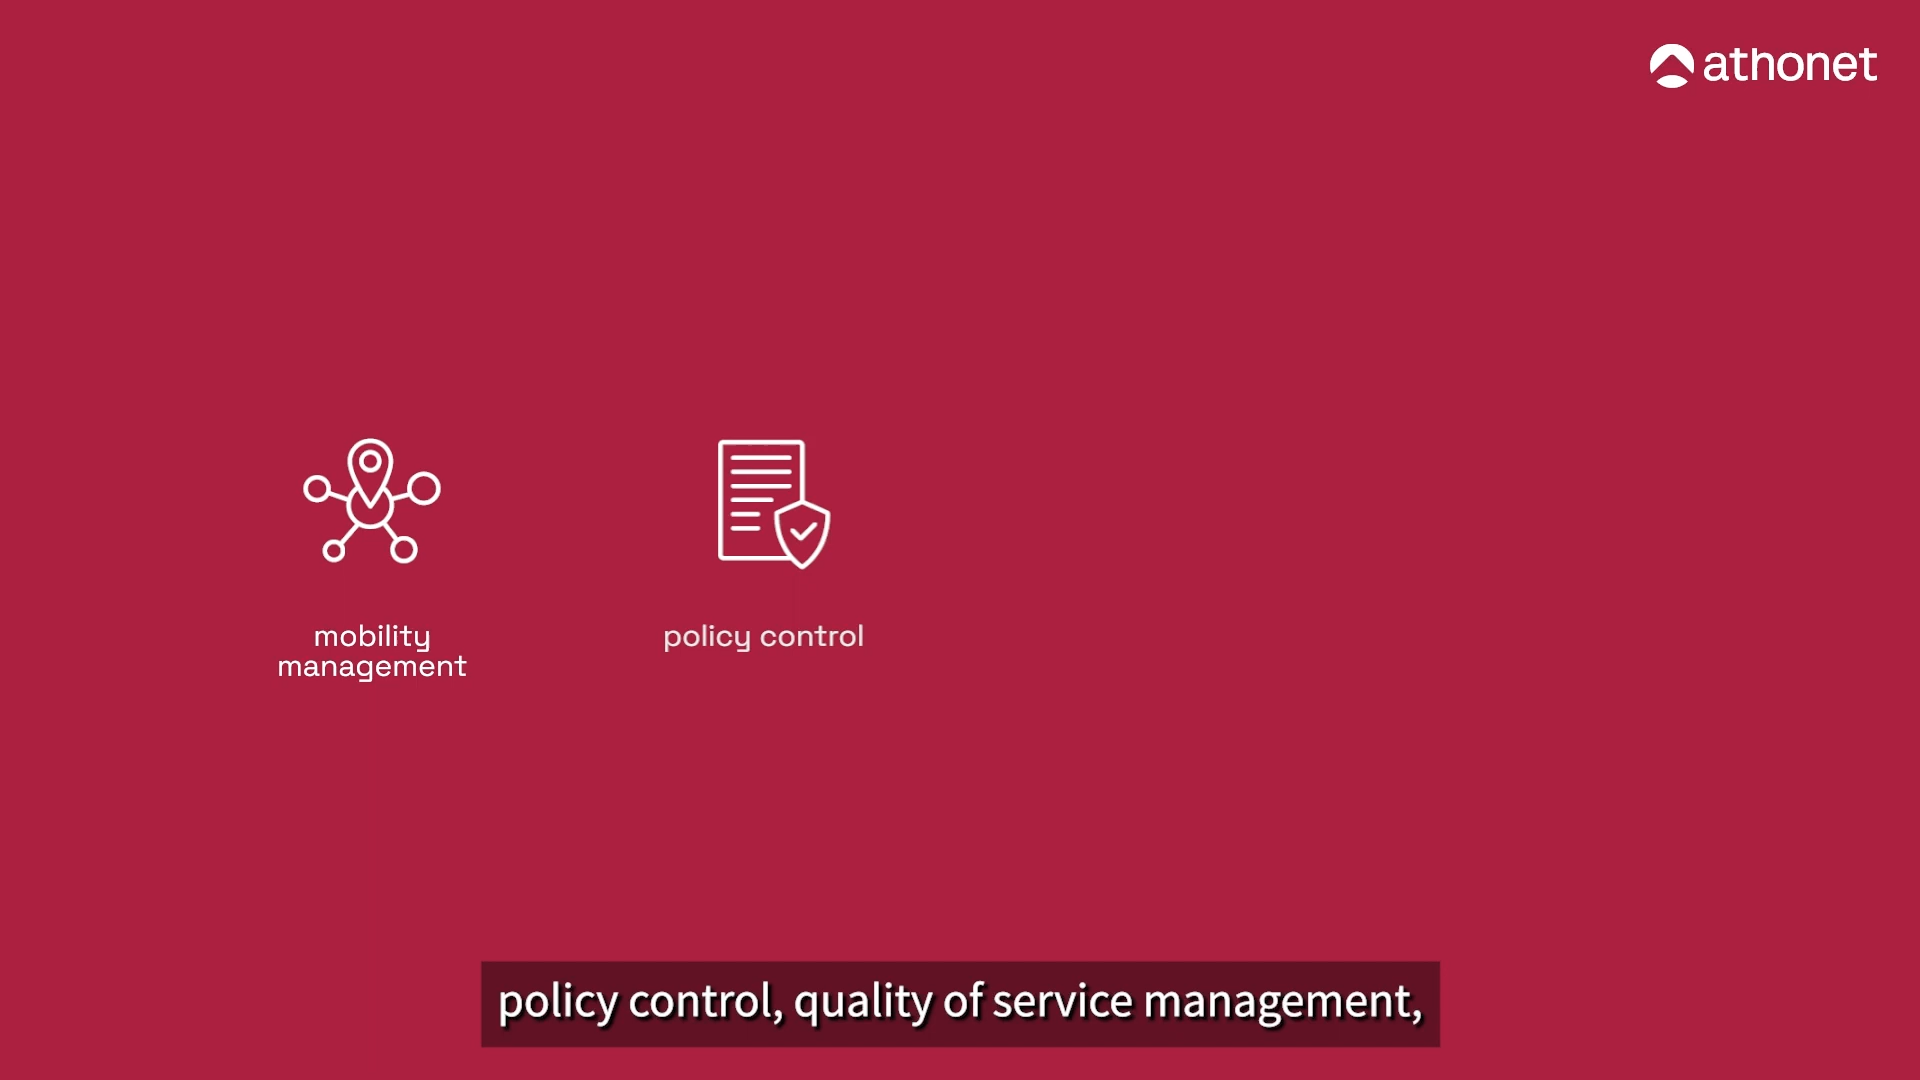 athonet
mobility
management
policy control
policy control, quality of service management,